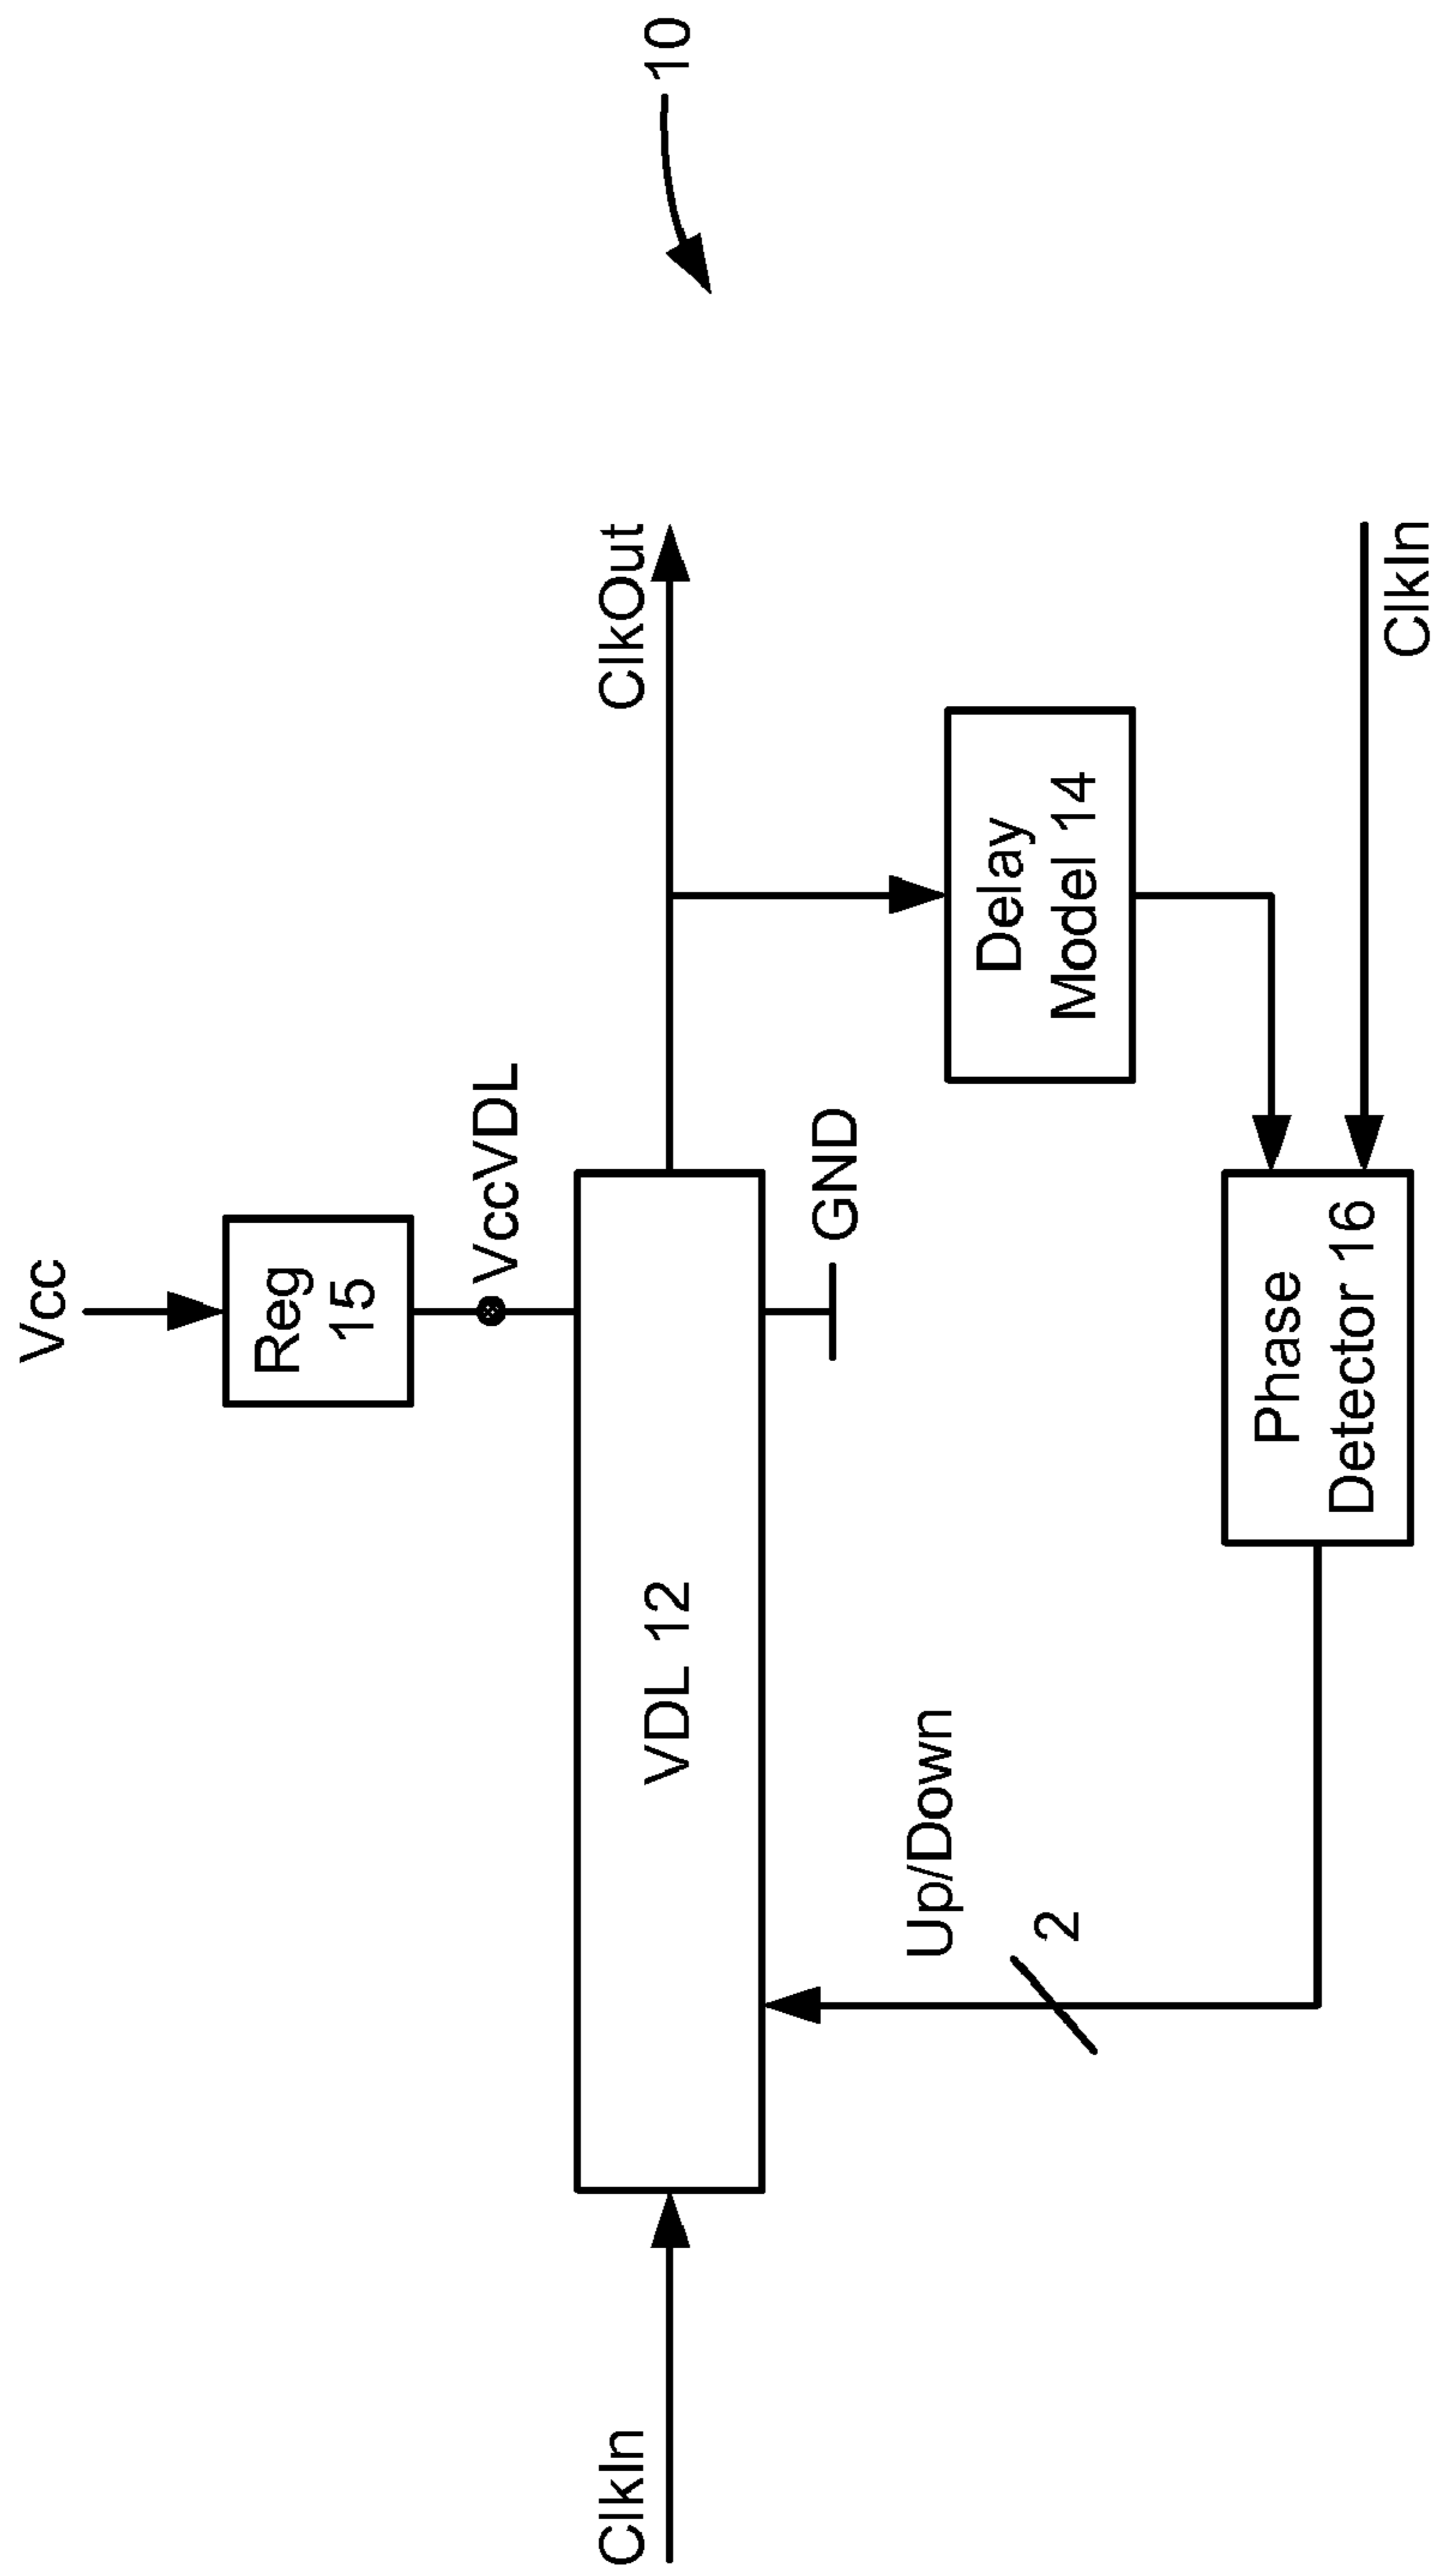 Vcc
Reg
15
VccVDL
10
ClkIn
VDL 12
ClkOut
GND
Up/Down
2
Delay
Model 14
Phase
Detector 16
ClkIn